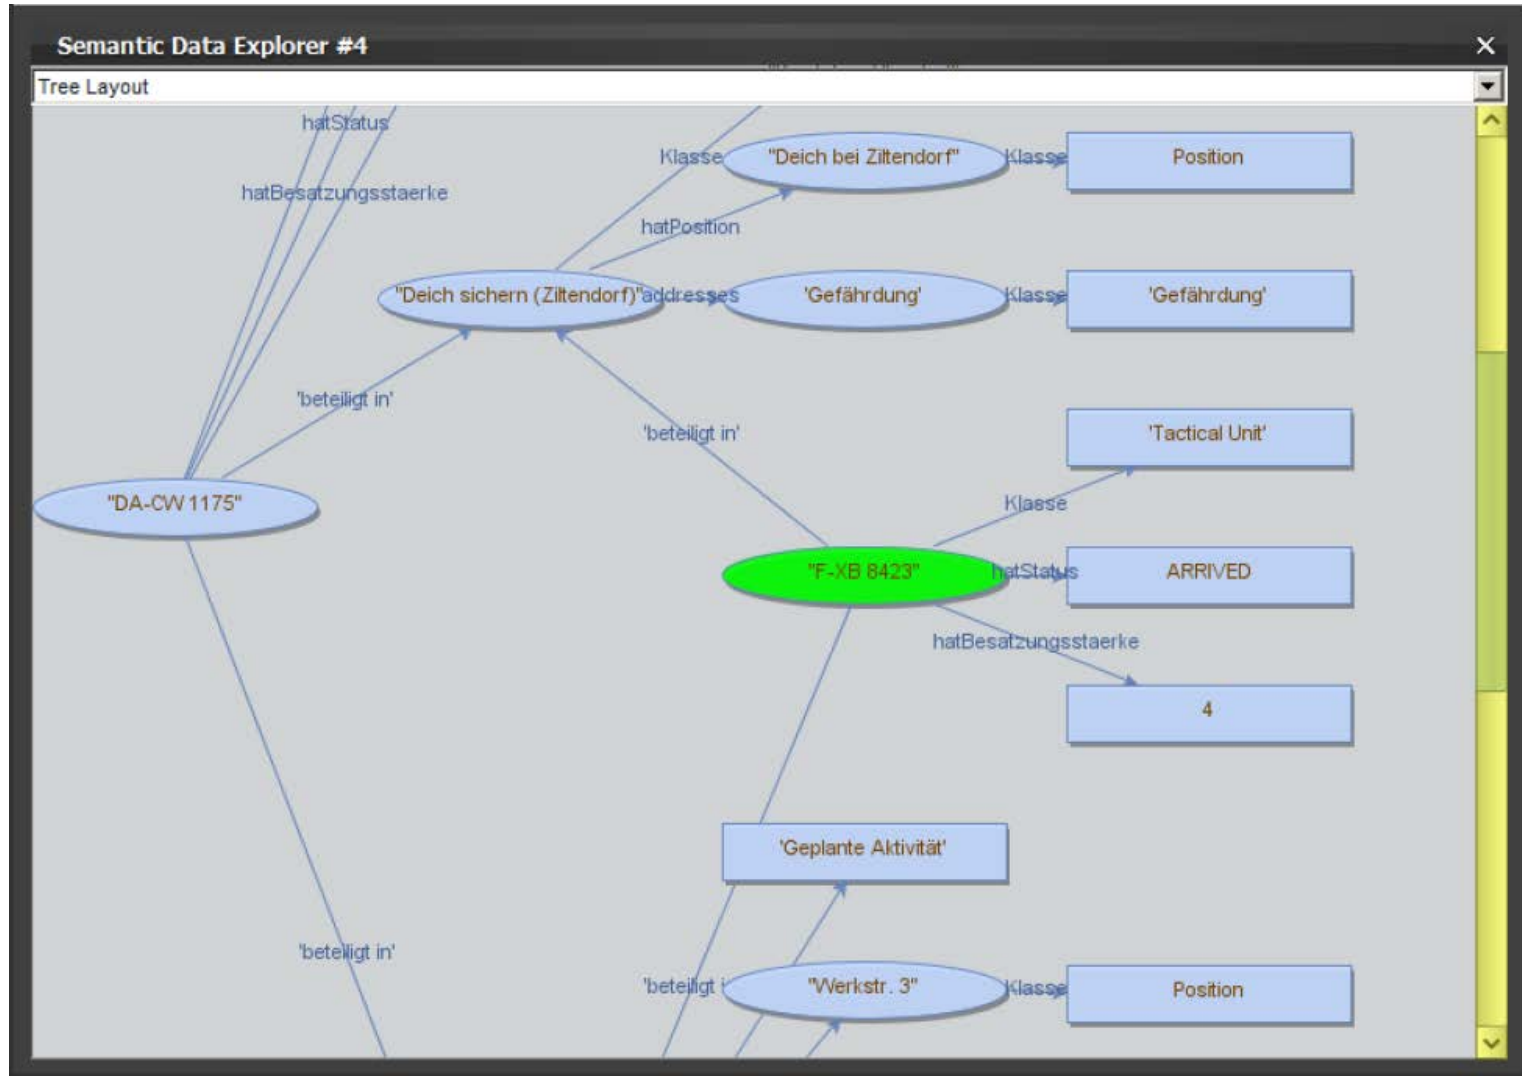 Semantic Data Explorer #4
Tree Layout
hatStatus
hatBesatzungsstaerke
Klasse
"Deich bei Ziltendorf"
Klasse
Position
hatPosition
"Deich sichern (Ziltendorf)"
addresses
'Gefährdung'
Klasse
'Gefährdung'
'beteiligt in'
'beteiligt in'
'Tactical Unit'
Klasse
"DA-CW 1175"
"F-XB 8423"
hatStatus
ARRIVED
hatBesatzungsstaerke
4
'Geplante Aktivität'
'beteiligt in'
'beteiligt
"Werkstr. 3"
Klasse
Position